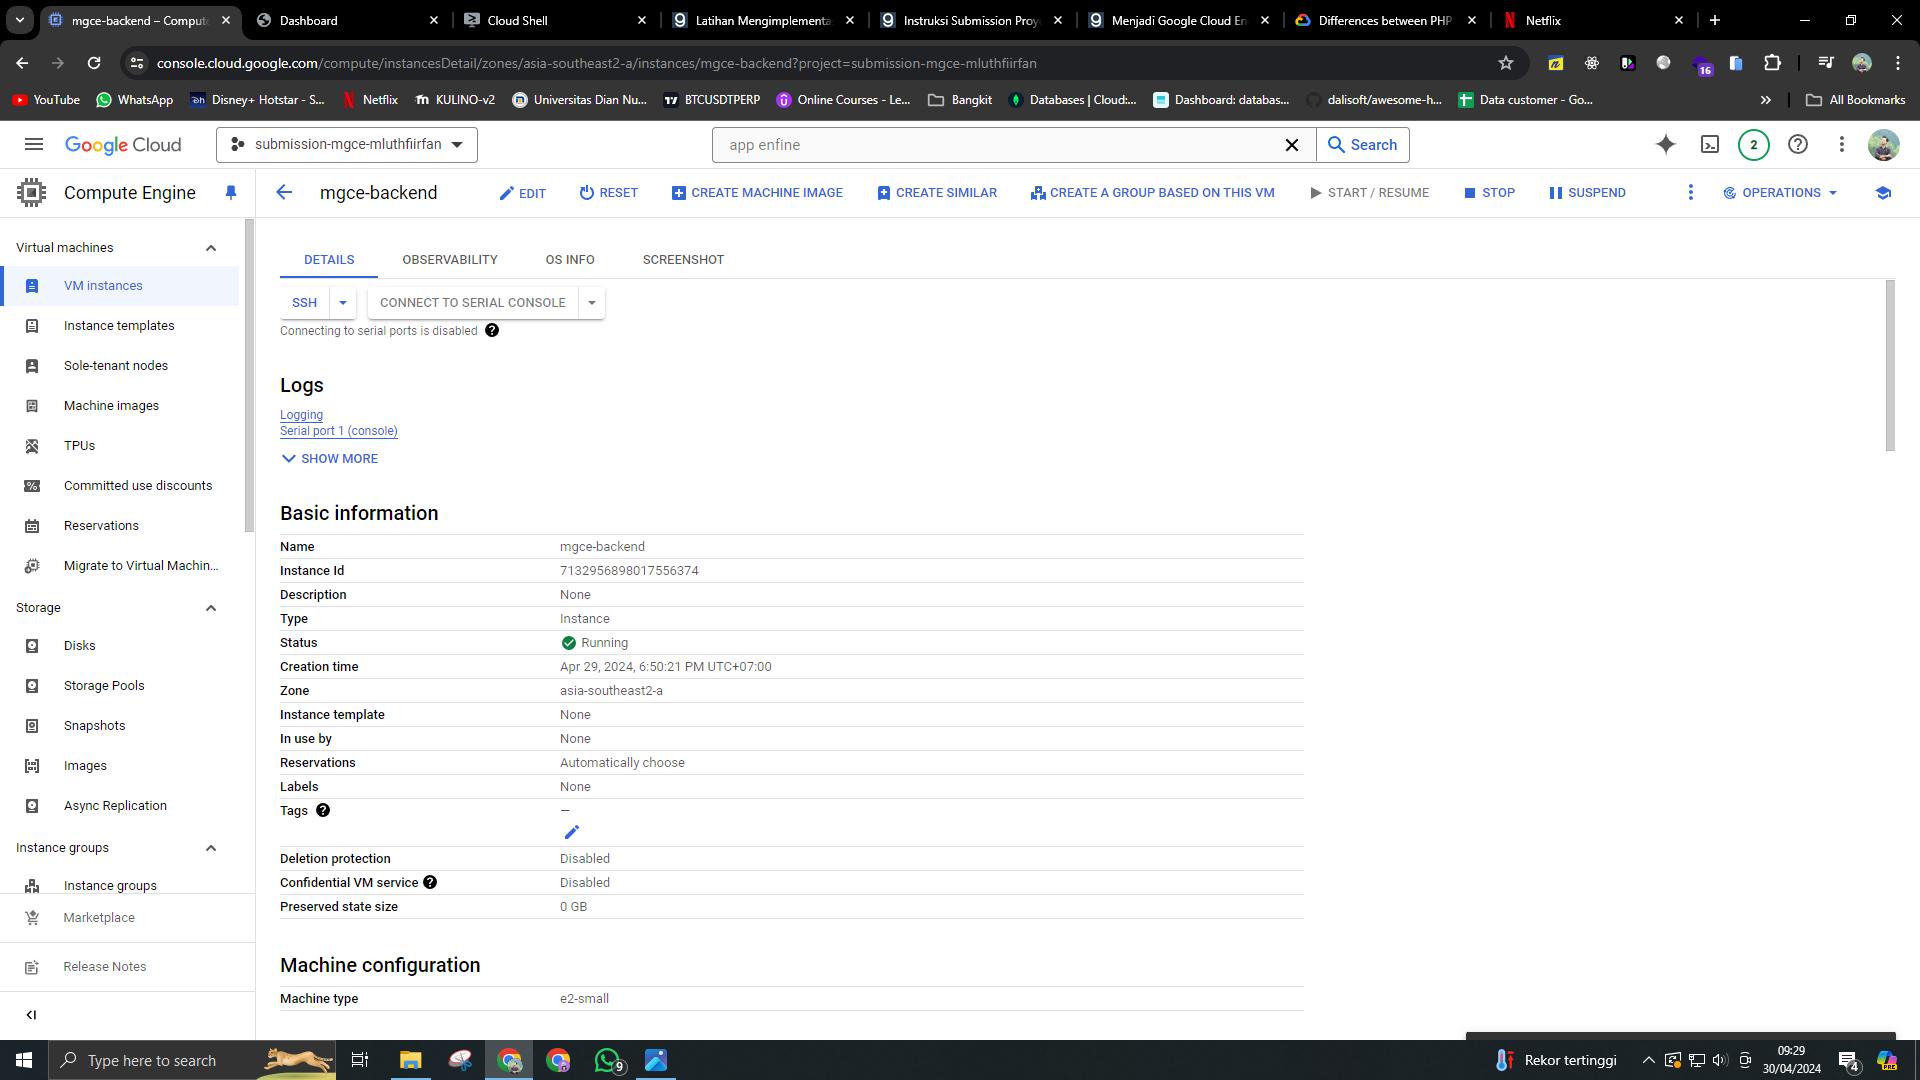 mgce-backend – Compute
Dashboard
Cloud Shell
Latihan Mengimplementa
Instruksi Submission Proy
Menjadi Google Cloud En
Differences between PHP
Netflix
console.cloud.google.com/compute/instancesDetail/zones/asia-southeast2-a/instances/mgce-backend?project=submission-mgce-mluthfiirfan
16
YouTube
WhatsApp
Disney+ Hotstar - S...
Netflix
KULINO-v2
Universitas Dian Nu...
BTCUSDTPERP
Online Courses - Le...
Bangkit
Databases | Cloud:...
Dashboard: databas...
dalisoft/awesome-h...
Data customer - Go...
All Bookmarks
Google Cloud
submission-mgce-mluthfiirfan
app enfine
Search
2
Compute Engine
mgce-backend
EDIT
RESET
CREATE MACHINE IMAGE
CREATE SIMILAR
CREATE A GROUP BASED ON THIS VM
START / RESUME
STOP
SUSPEND
OPERATIONS
Virtual machines
VM instances
Instance templates
Sole-tenant nodes
Machine images
TPUs
Committed use discounts
Reservations
Migrate to Virtual Machin...
Storage
Disks
Storage Pools
Snapshots
Images
Async Replication
Instance groups
Instance groups
Marketplace
Release Notes
DETAILS
OBSERVABILITY
OS INFO
SCREENSHOT
SSH
CONNECT TO SERIAL CONSOLE
Connecting to serial ports is disabled
Logs
Logging
Serial port 1 (console)
SHOW MORE
Basic information
Name mgce-backend
Instance Id 7132956898017556374
Description None
Type Instance
Status Running
Creation time Apr 29, 2024, 6:50:21 PM UTC+07:00
Zone asia-southeast2-a
Instance template None
In use by None
Reservations Automatically choose
Labels None
Tags —
Deletion protection Disabled
Confidential VM service Disabled
Preserved state size 0 GB
Machine configuration
Machine type e2-small
Type here to search
9
Rekor tertinggi
09:29
30/04/2024
4
PRE